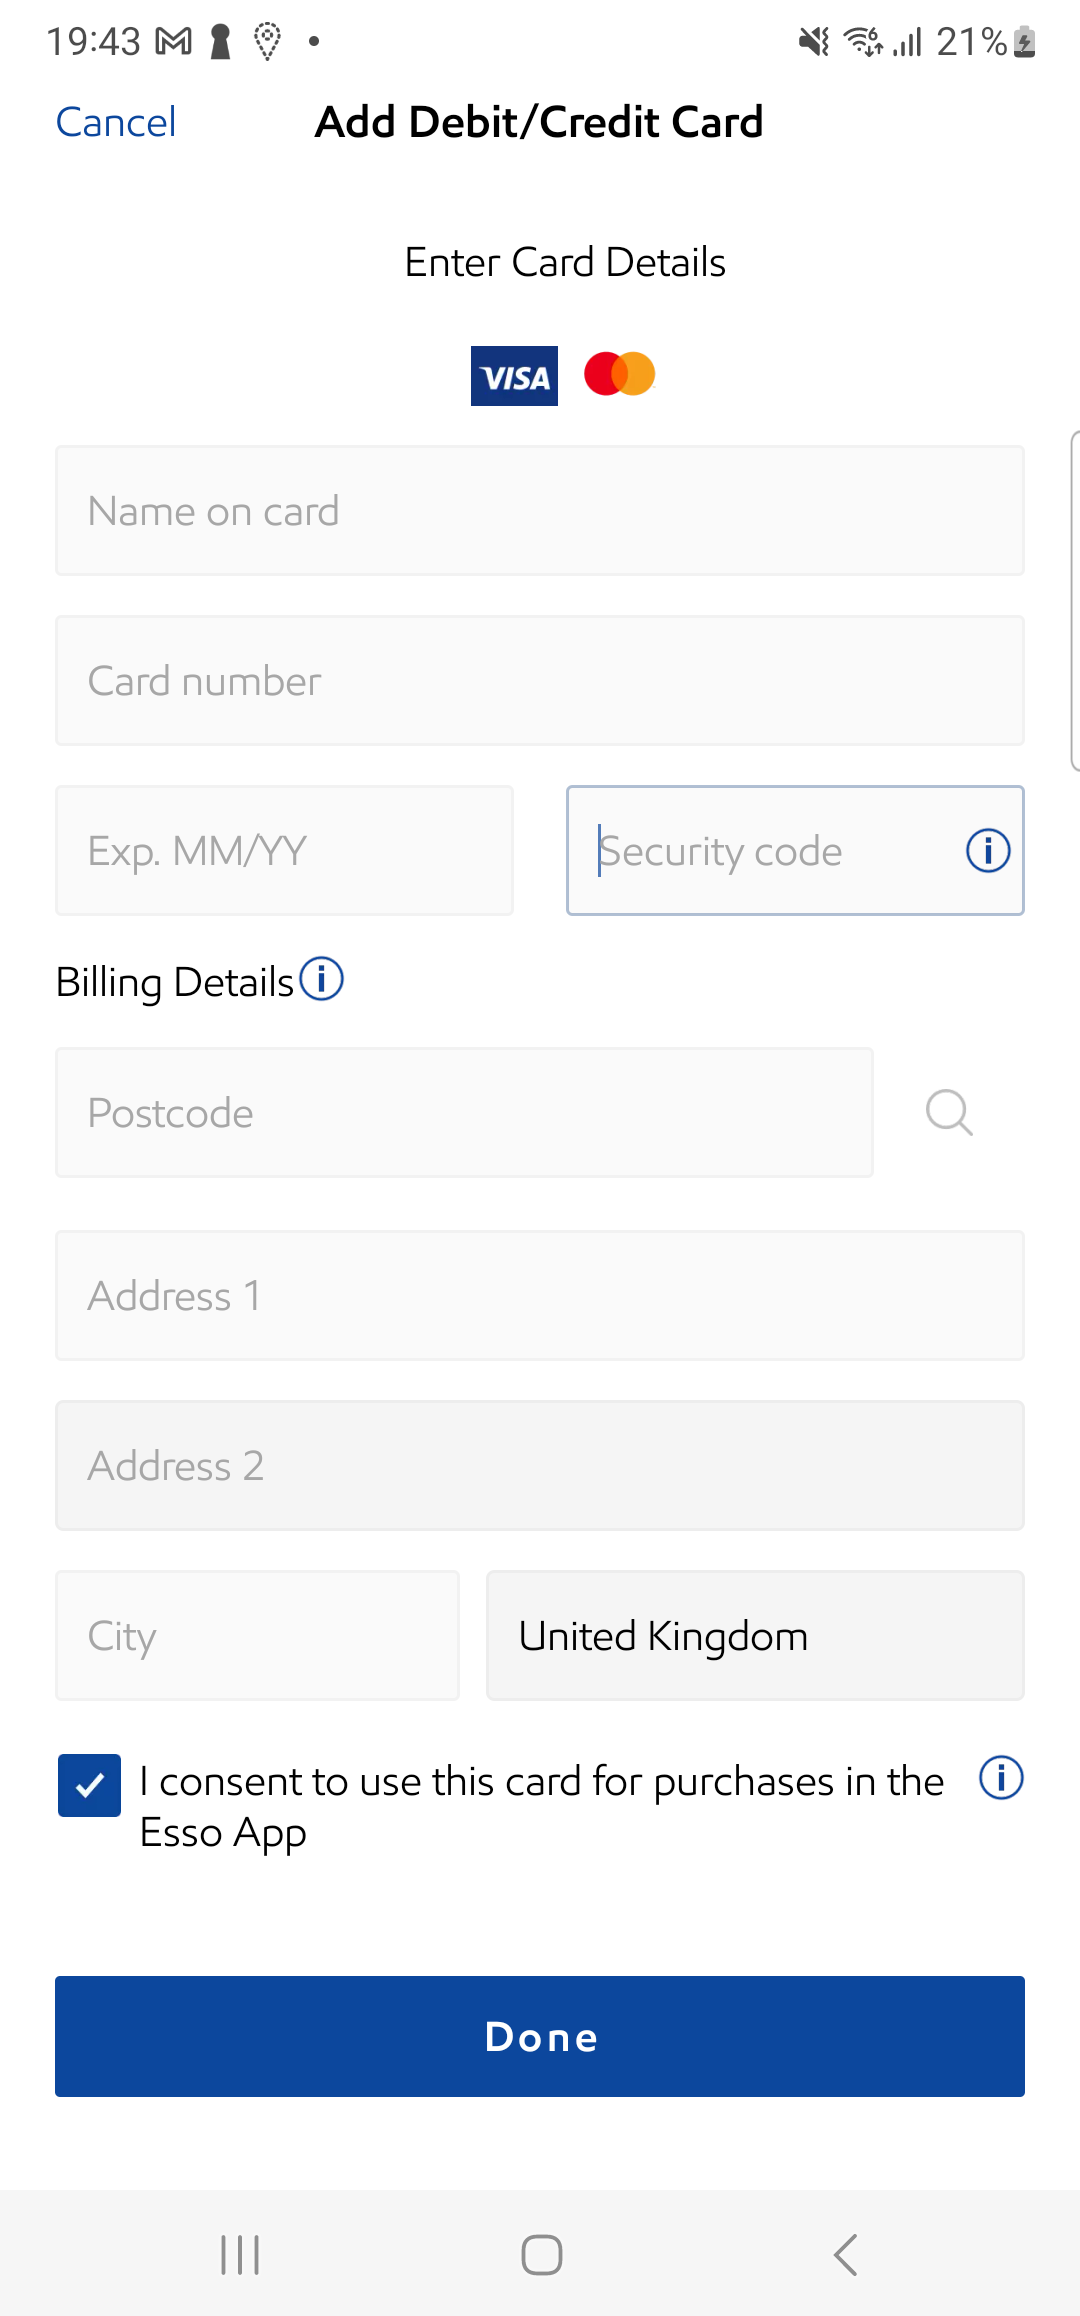 19:43 21%
Cancel Add Debit/Credit Card
Enter Card Details
VISA
Name on card
Card number
Exp. MM/YY Security code
Billing Details
Postcode
Address 1
Address 2
City United Kingdom
I consent to use this card for purchases in the
Esso App
Done